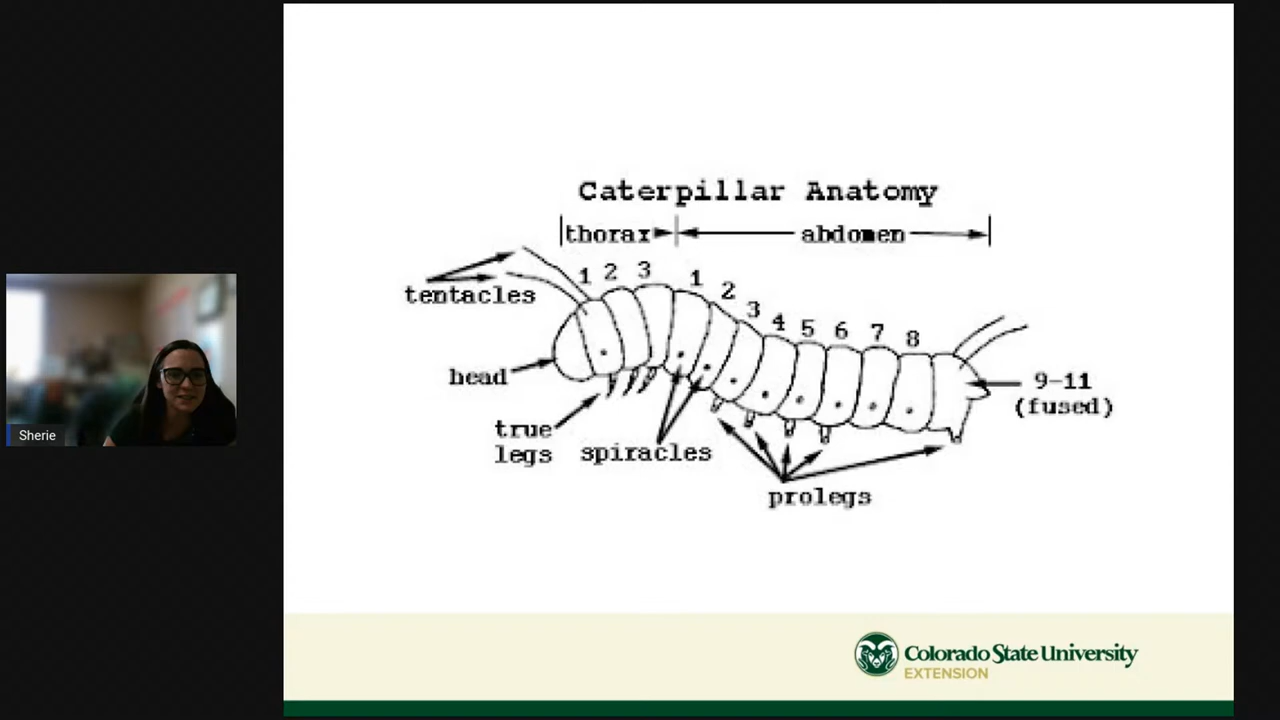 Caterpillar Anatomy
thorax
abdomen
1 2 3 1 2 3 4 5 6 7 8
tentacles
head
9-11
(fused)
true
legs
spiracles
prolegs
Sherie
Colorado State University
EXTENSION